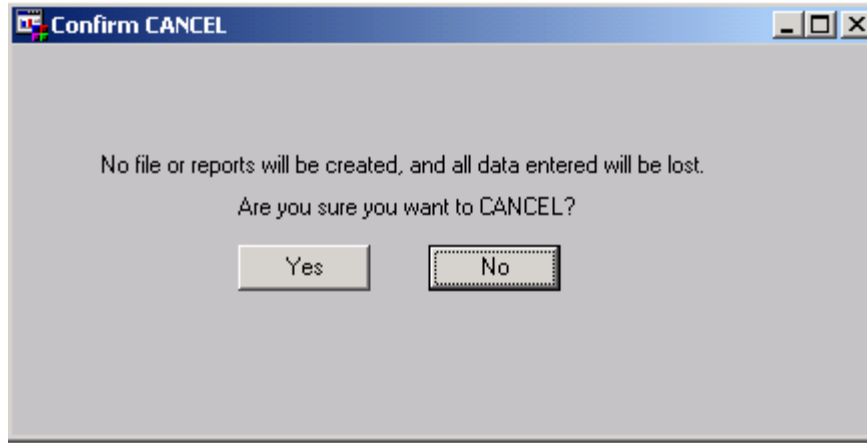 Confirm CANCEL
No file or reports will be created, and all data entered will be lost.
Are you sure you want to CANCEL?
Yes No